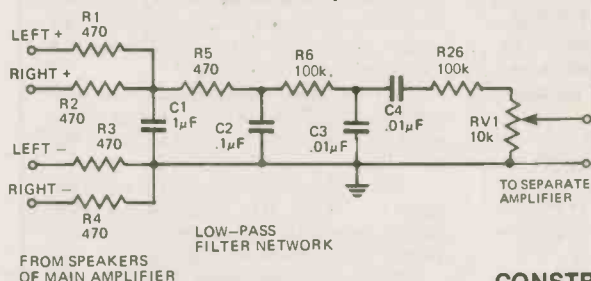 LEFT +
R1
470
RIGHT +
R2
470
LEFT –
R3
470
RIGHT –
R4
470
C1
1µF
R5
470
C2
.1µF
R6
100k
C3
.01µF
C4
.01µF
R26
100k
RV1
10k
TO SEPARATE
AMPLIFIER
LOW–PASS
FILTER NETWORK
FROM SPEAKERS
OF MAIN AMPLIFIER